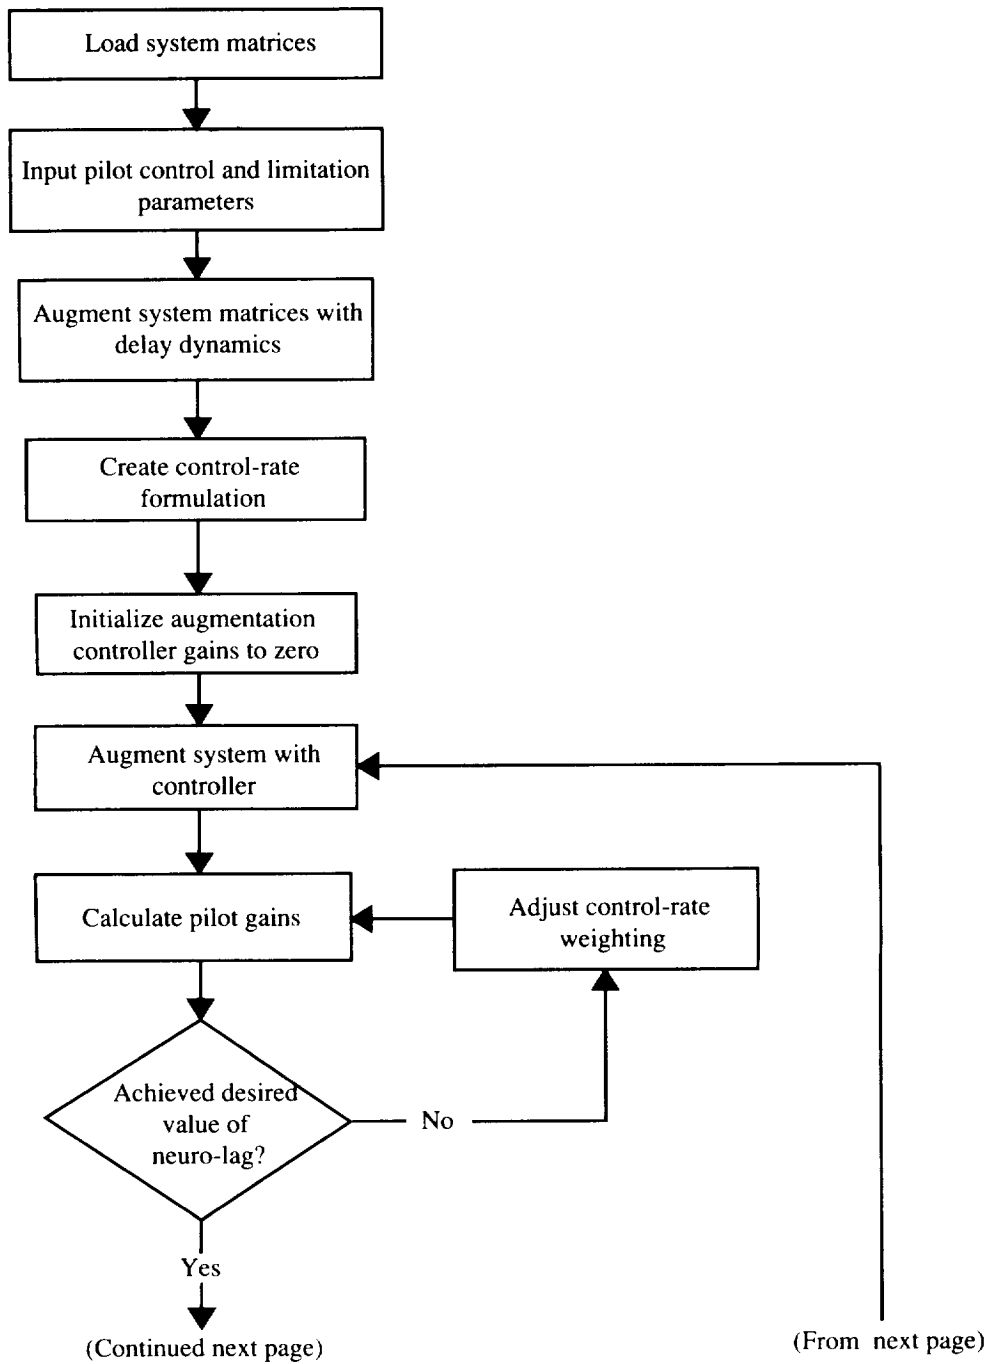 Load system matrices
Input pilot control and limitation
parameters
Augment system matrices with
delay dynamics
Create control-rate
formulation
Initialize augmentation
controller gains to zero
Augment system with
controller
Calculate pilot gains
Adjust control-rate
weighting
Achieved desired
value of
neuro-lag?
No
Yes
(Continued next page)
(From next page)